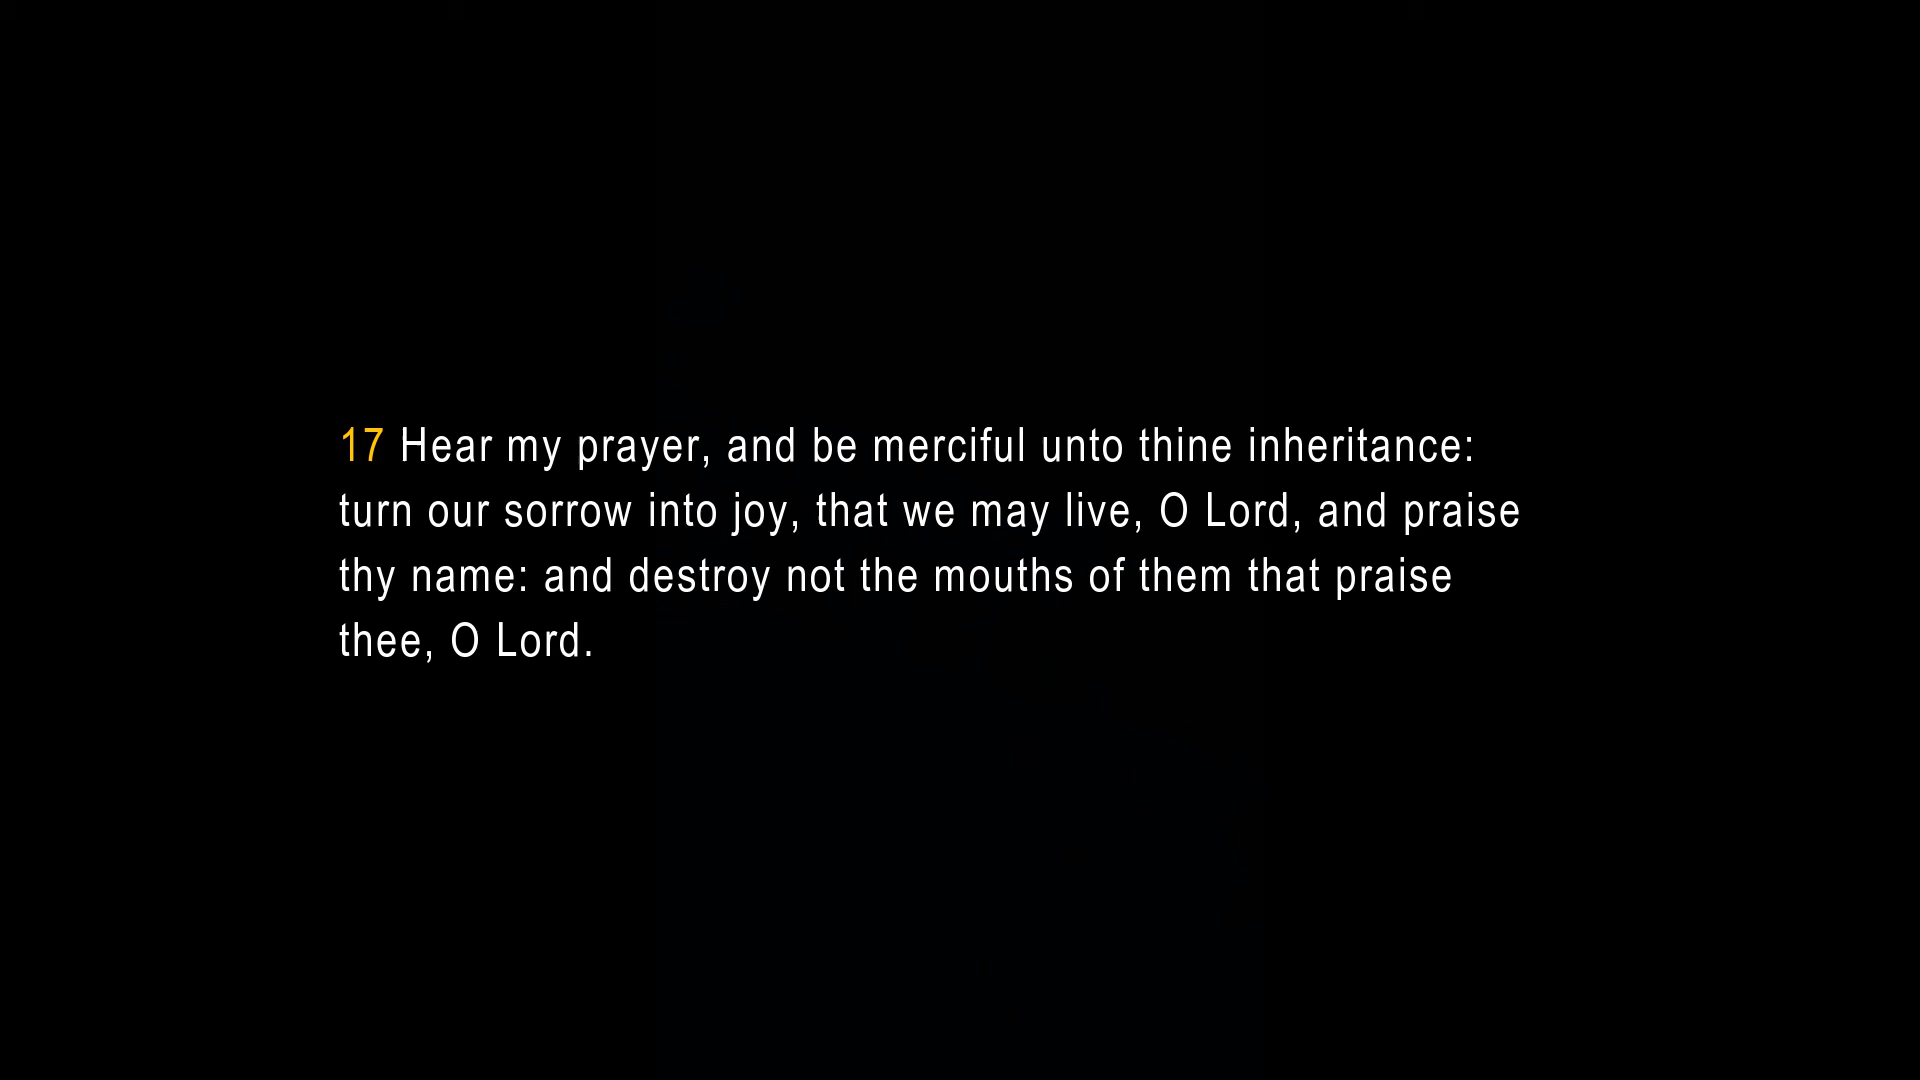 17 Hear my prayer, and be merciful unto thine inheritance:
turn our sorrow into joy, that we may live, O Lord, and praise
thy name: and destroy not the mouths of them that praise
thee, O Lord.